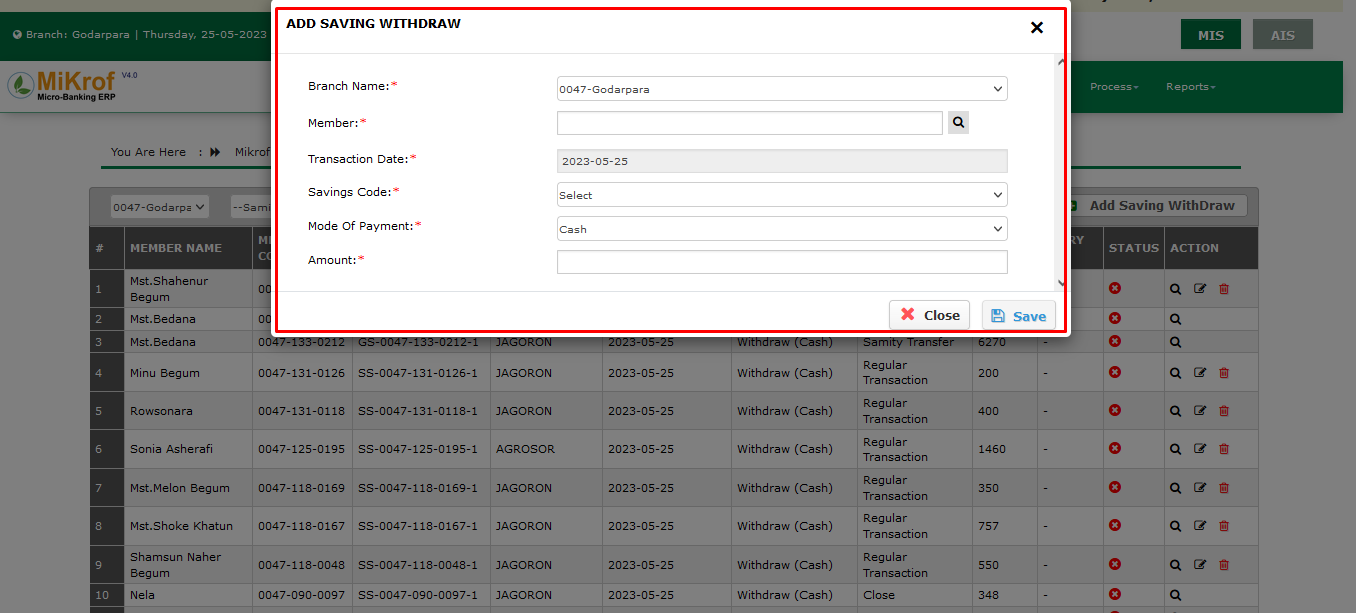 ADD SAVING WITHDRAW
Branch: Godarpara | Thursday, 25-05-2023
MIS
AIS
MiKrof V4.0
Micro-Banking ERP
Process
Reports
Branch Name:*
0047-Godarpara
Member:*
Transaction Date:*
2023-05-25
Savings Code:*
Select
Mode Of Payment:*
Cash
Amount:*
Close
Save
You Are Here : Mikrof
0047-Godarpa
--Sami
Add Saving WithDraw
# MEMBER NAME STATUS ACTION
1 Mst.Shahenur Begum
2 Mst.Bedana
3 Mst.Bedana 0047-133-0212 GS-0047-133-0212-1 JAGORON 2023-05-25 Withdraw (Cash) Samity Transfer 6270 -
4 Minu Begum 0047-131-0126 SS-0047-131-0126-1 JAGORON 2023-05-25 Withdraw (Cash) Regular Transaction 200 -
5 Rowsonara 0047-131-0118 SS-0047-131-0118-1 JAGORON 2023-05-25 Withdraw (Cash) Regular Transaction 400 -
6 Sonia Asherafi 0047-125-0195 SS-0047-125-0195-1 AGROSOR 2023-05-25 Withdraw (Cash) Regular Transaction 1460 -
7 Mst.Melon Begum 0047-118-0169 SS-0047-118-0169-1 JAGORON 2023-05-25 Withdraw (Cash) Regular Transaction 350 -
8 Mst.Shoke Khatun 0047-118-0167 SS-0047-118-0167-1 JAGORON 2023-05-25 Withdraw (Cash) Regular Transaction 757 -
9 Shamsun Naher Begum 0047-118-0048 SS-0047-118-0048-1 JAGORON 2023-05-25 Withdraw (Cash) Regular Transaction 550 -
10 Nela 0047-090-0097 SS-0047-090-0097-1 JAGORON 2023-05-25 Withdraw (Cash) Close 348 -